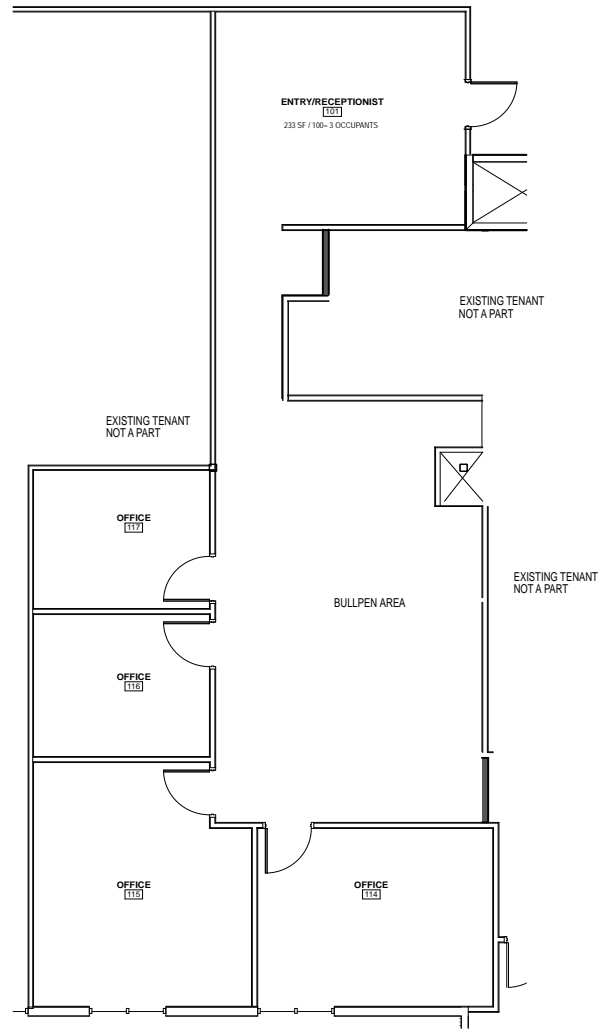 ENTRY/RECEPTIONIST
101
233 SF / 100= 3 OCCUPANTS
EXISTING TENANT
NOT A PART
EXISTING TENANT
NOT A PART
OFFICE
117
EXISTING TENANT
NOT A PART
BULLPEN AREA
OFFICE
116
OFFICE
115
OFFICE
114